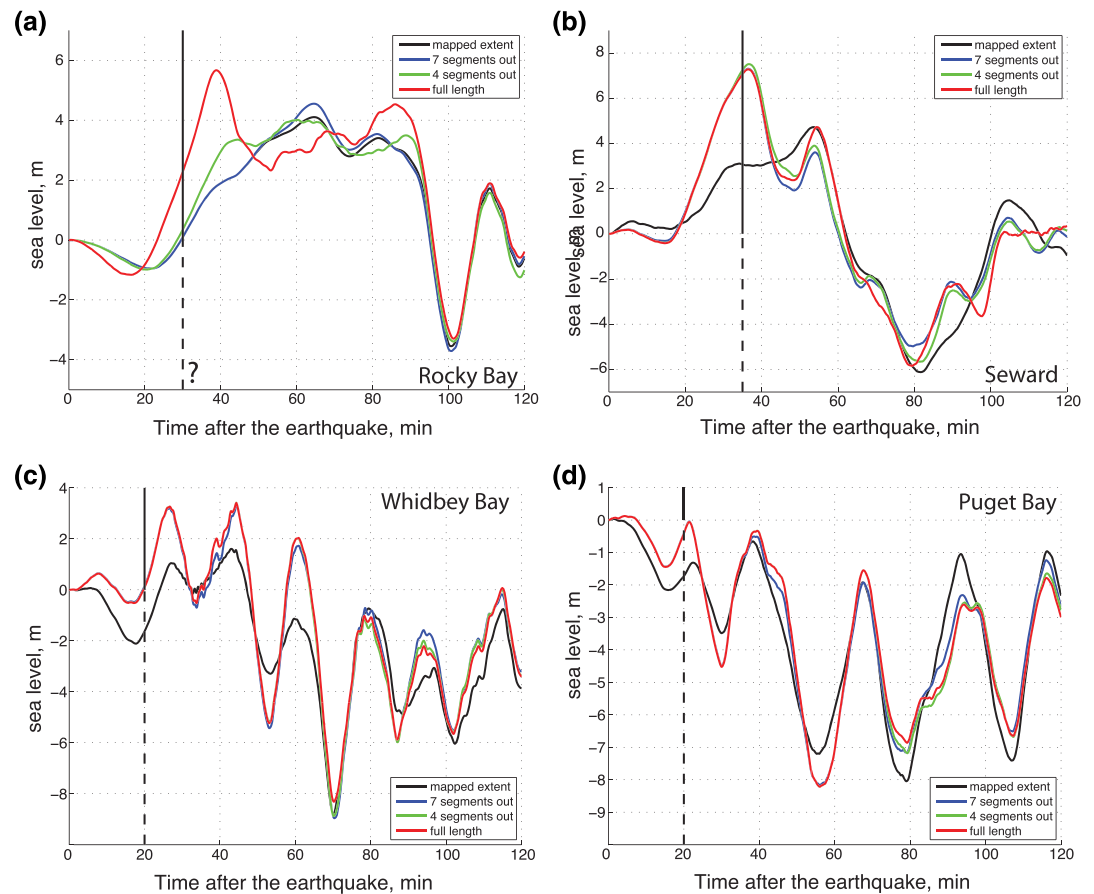 (a)
6
4
2
0
−2
−4
sea level, m
mapped extent
7 segments out
4 segments out
full length
?
Rocky Bay
0 20 40 60 80 100 120
Time after the earthquake, min
(b)
8
6
4
2
0
−2
−4
−6
sea level, m
sea level, m
mapped extent
7 segments out
4 segments out
full length
Seward
0 20 40 60 80 100 120
Time after the earthquake, min
(c)
4
2
0
−2
−4
−6
−8
sea level, m
Whidbey Bay
mapped extent
7 segments out
4 segments out
full length
0 20 40 60 80 100 120
Time after the earthquake, min
(d)
1
0
−1
−2
−3
−4
−5
−6
−7
−8
−9
sea level, m
Puget Bay
mapped extent
7 segments out
4 segments out
full length
0 20 40 60 80 100 120
Time after the earthquake, min